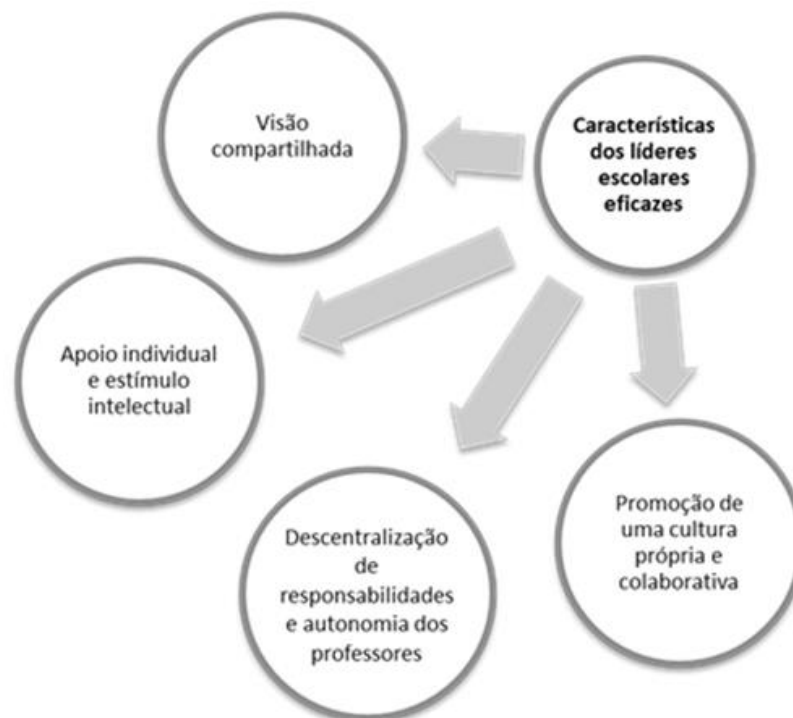 Características
dos líderes
escolares
eficazes
Visão
compartilhada
Apoio individual
e estímulo
intelectual
Descentralização
de
responsabilidades
e autonomia dos
professores
Promoção de
uma cultura
própria e
colaborativa